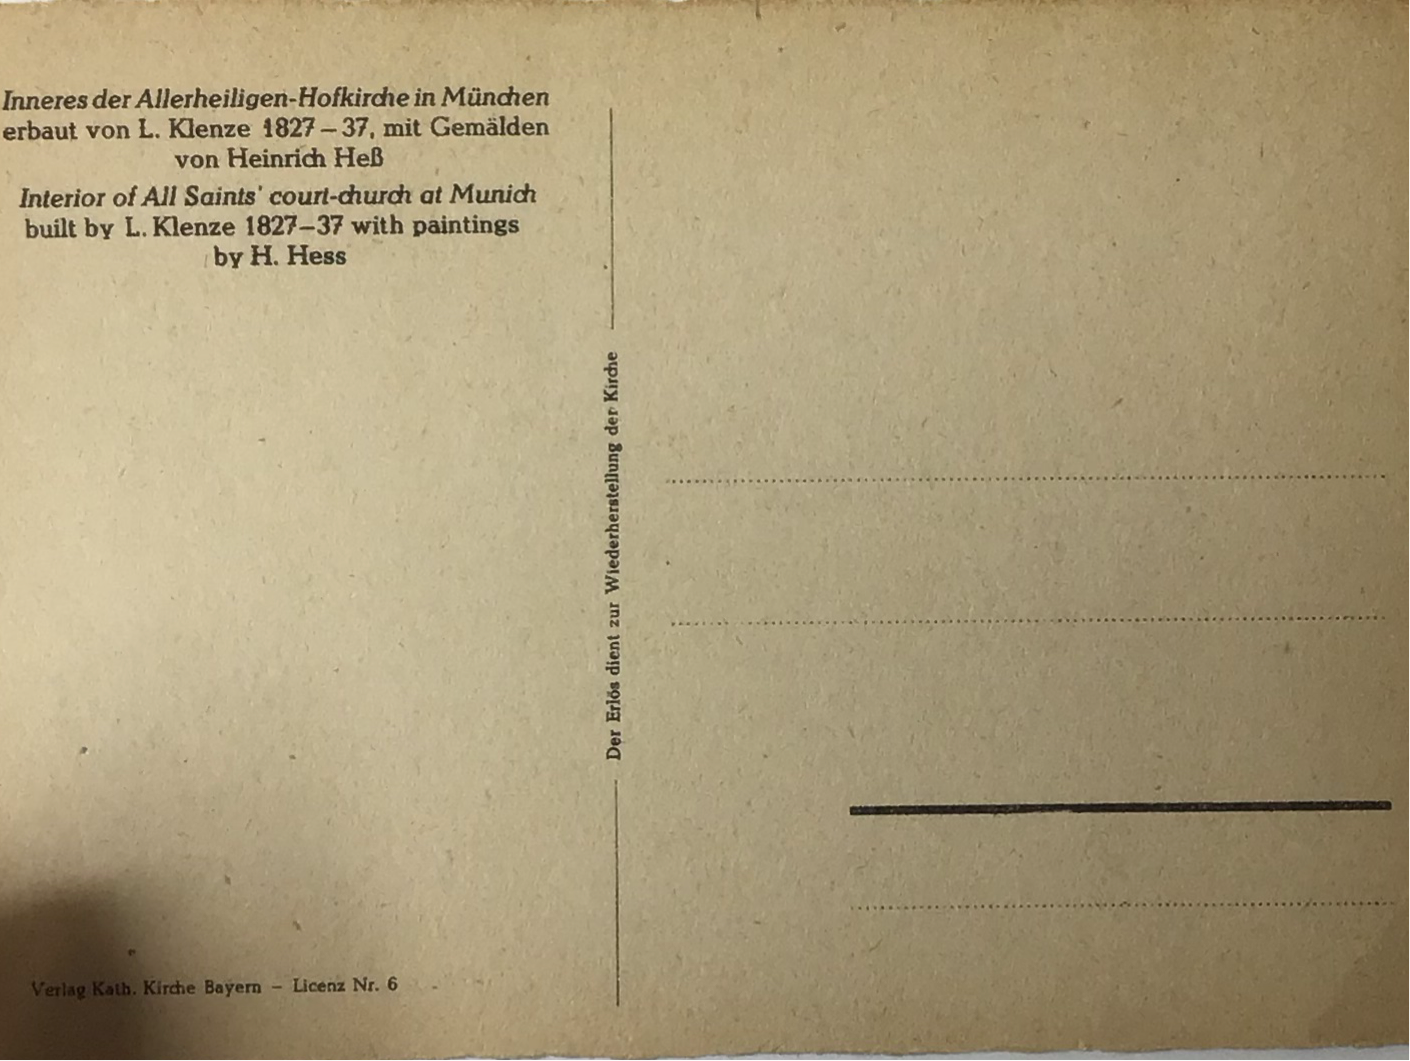 Inneres der Allerheiligen-Hofkirche in München
erbaut von L. Klenze 1827–37, mit Gemälden
von Heinrich Heß
Interior of All Saints' court-church at Munich
built by L. Klenze 1827–37 with paintings
by H. Hess
Der Erlös dient zur Wiederherstellung der Kirche
Verlag Kath. Kirche Bayern – Licenz Nr. 6